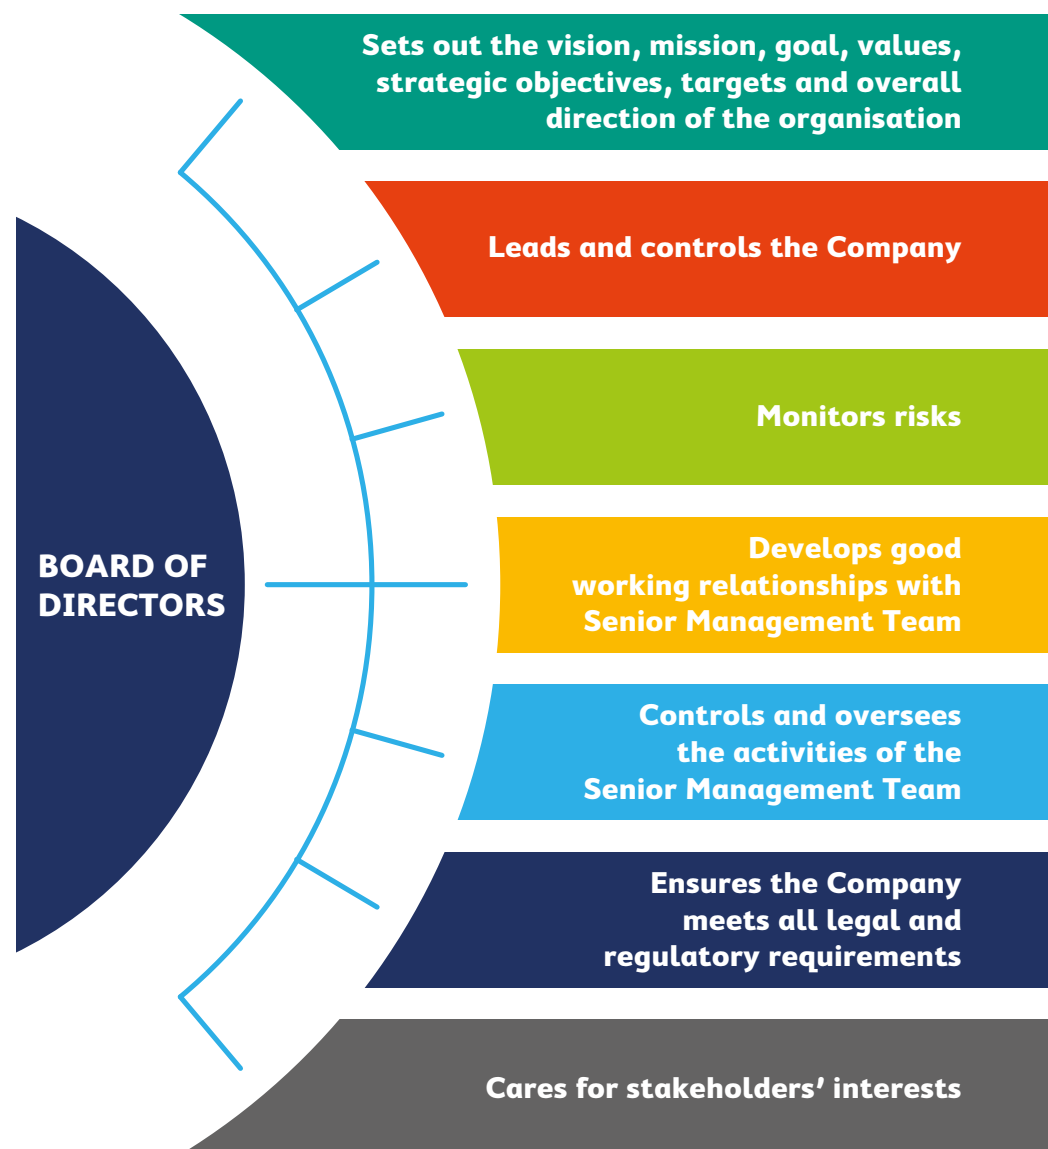 Sets out the vision, mission, goal, values,
strategic objectives, targets and overall
direction of the organisation
Leads and controls the Company
Monitors risks
BOARD OF
DIRECTORS
Develops good
working relationships with
Senior Management Team
Controls and oversees
the activities of the
Senior Management Team
Ensures the Company
meets all legal and
regulatory requirements
Cares for stakeholders’ interests